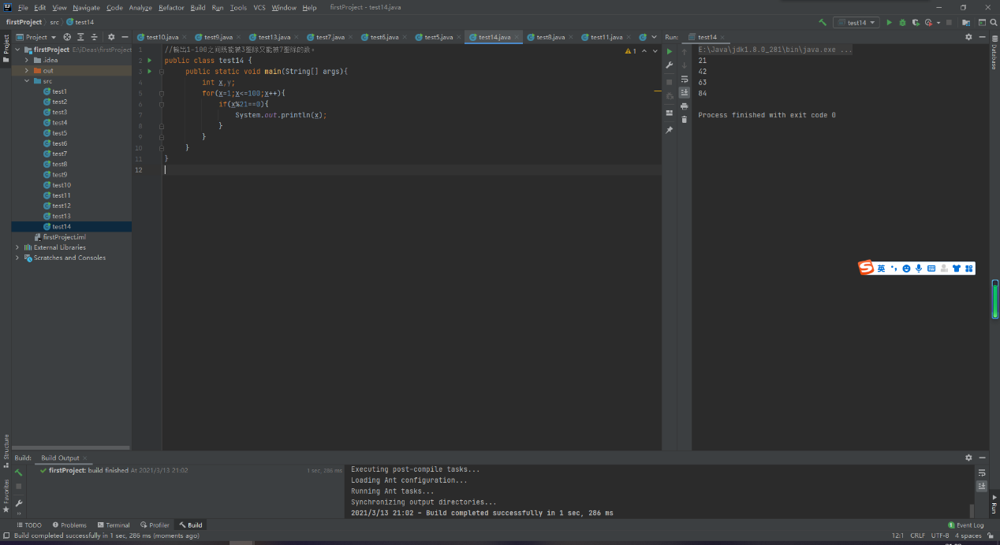 File Edit View Navigate Code Analyze Refactor Build Run Tools VCS Window Help firstProject - test14.java
firstProject src test14
test14
Project
Project
test10.java test9.java test13.java test7.java test6.java test5.java test14.java test8.java test11.java
Run: test14
Database
firstProject E:\jDeas\firstProject
.idea
out
src
test1
test2
test3
test4
test5
test6
test7
test8
test9
test10
test11
test12
test13
test14
firstProject.iml
External Libraries
Scratches and Consoles
1 //输出1-100之间既能被3整除又能被7整除的数。
2 public class test14 {
3 public static void main(String[] args){
4 int x,y;
5 for(x=1;x<=100;x++){
6 if(x%21==0){
7 System.out.println(x);
8 }
9 }
10 }
11 }
12
1
E:\Java\jdk1.8.0_281\bin\java.exe ...
21
42
63
84
Process finished with exit code 0
英
Structure
Favorites
Build: Build Output
firstProject: build finished At 2021/3/13 21:02 1 sec, 286 ms
Executing post-compile tasks...
Loading Ant configuration...
Running Ant tasks...
Synchronizing output directories...
2021/3/13 21:02 - Build completed successfully in 1 sec, 286 ms
Run
TODO Problems Terminal Profiler Build 1 Event Log
Build completed successfully in 1 sec, 286 ms (moments ago) 12:1 CRLF UTF-8 4 spaces